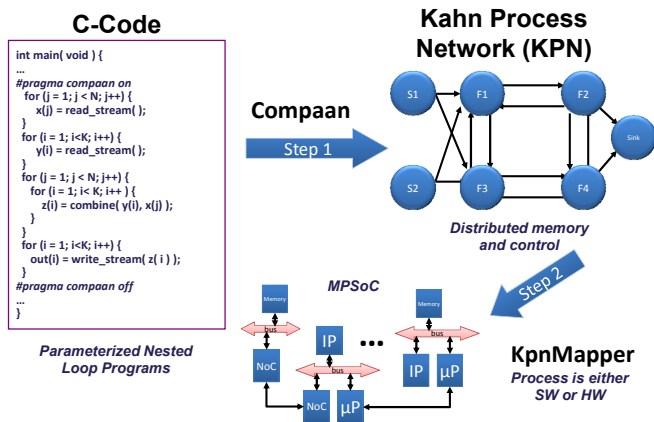 C-Code
int main( void ) {
...
#pragma compaan on
for (j = 1; j < N; j++) {
x(j) = read_stream( );
}
for (i = 1; i<K; i++) {
y(i) = read_stream( );
}
for (j = 1; j < N; j++) {
for (i = 1; i< K; i++ ) {
z(i) = combine( y(i), x(j) );
}
}
for (i = 1; i<K; i++) {
out(i) = write_stream( z( i ) );
}
#pragma compaan off
...
}
Parameterized Nested
Loop Programs
Compaan
Step 1
Kahn Process
Network (KPN)
S1
F1
F2
Sink
S2
F3
F4
Distributed memory
and control
Step 2
MPSoC
Memory
bus
NoC
IP
bus
NoC
μP
...
Memory
bus
IP
μP
KpnMapper
Process is either
SW or HW